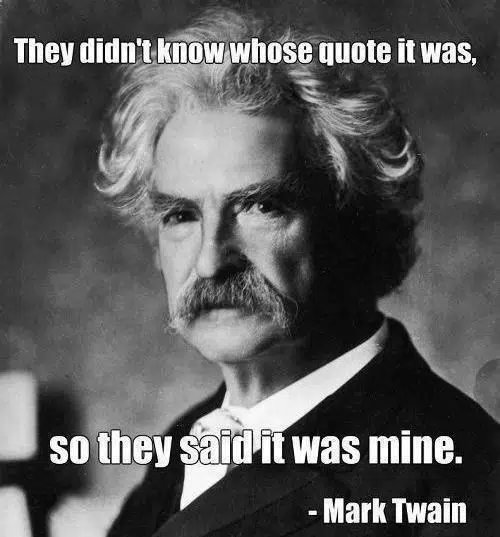 They didn't know whose quote it was,
so they said it was mine.
- Mark Twain